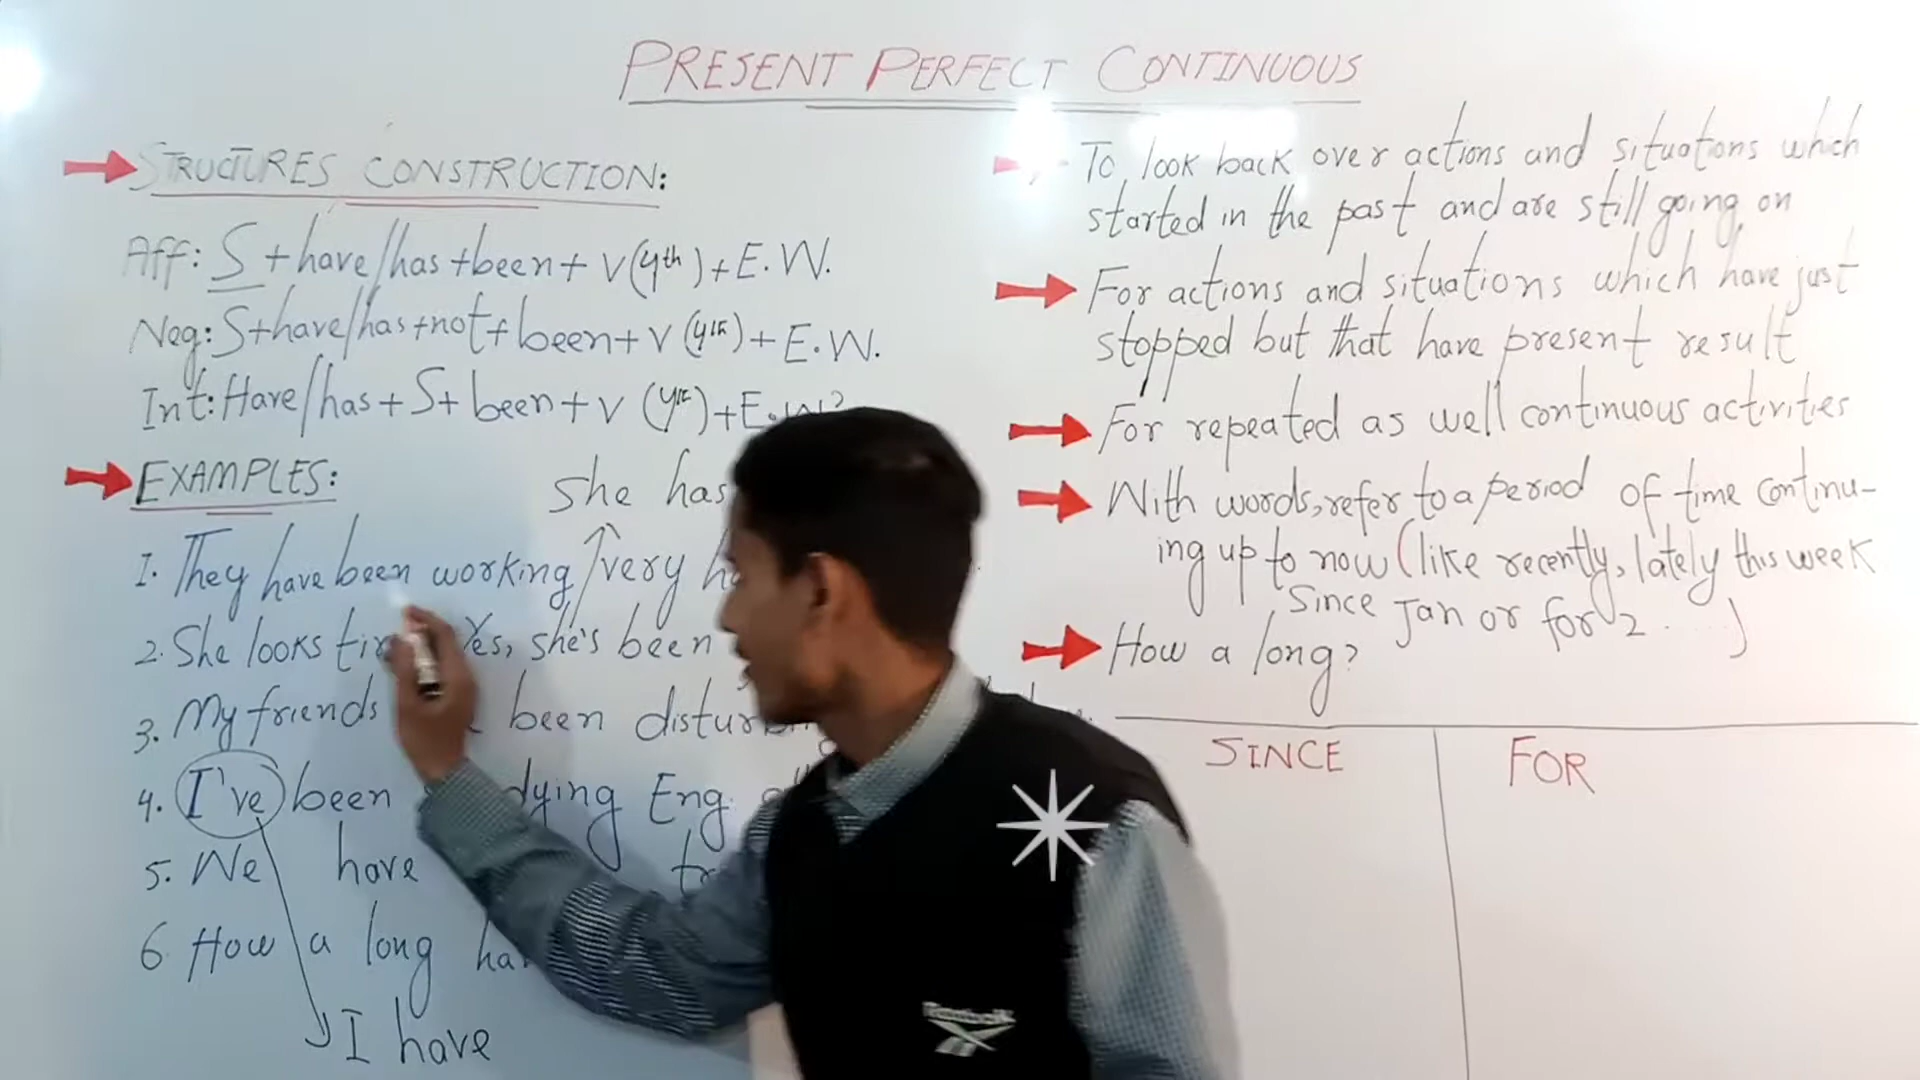 PRESENT PERFECT CONTINUOUS
STRUCTURES CONSTRUCTION:
Aff: S + have/has +been+ V(4th)+E.W.
Neg: S+have/has+not+been+V(4th)+E.W.
Int: Have/has+S+been+V(4th)+E.W?
EXAMPLES:
She has
1. They have been working very
2. She looks Yes, she's been
3. My friends been
4. I've been Eng.
5. We have
6. How a long
I have
To look back over actions and situations which
started in the past and are still going on
For actions and situations which have just
stopped but that have present result
For repeated as well continuous activities
With words, refer to a period of time continu-
ing up to now (like recently, lately this week
Since Jan or for 2 .....)
How a long?
SINCE
FOR
Reebok